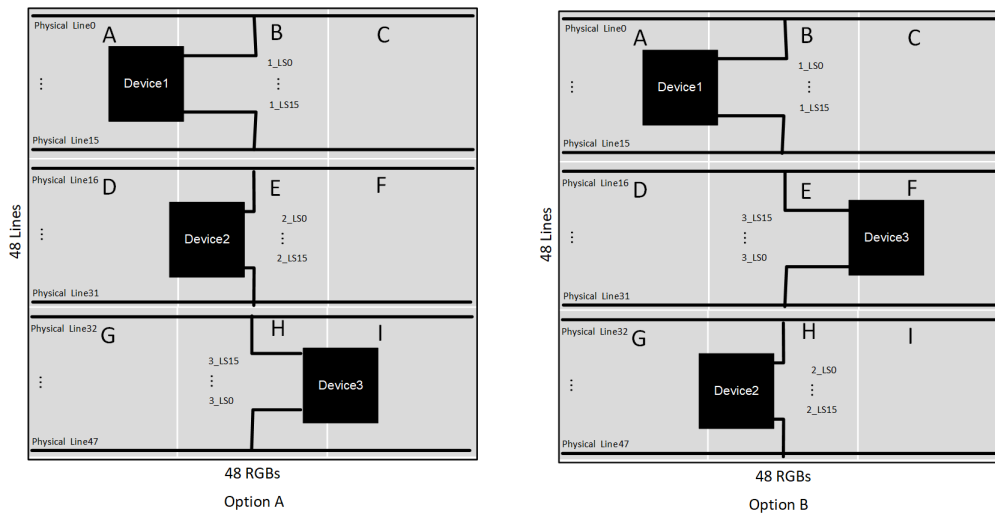 Physical Line0
A
B
C
Device1
1_LS0
⋮
⋮
1_LS15
Physical Line15
Physical Line16
D
E
F
Device2
2_LS0
⋮
⋮
2_LS15
Physical Line31
Physical Line32
G
H
I
3_LS15
⋮
⋮
3_LS0
Device3
Physical Line47
48 Lines
48 RGBs
Option A
Physical Line0
A
B
C
Device1
1_LS0
⋮
⋮
1_LS15
Physical Line15
Physical Line16
D
E
F
3_LS15
⋮
⋮
3_LS0
Device3
Physical Line31
Physical Line32
G
H
I
Device2
2_LS0
⋮
⋮
2_LS15
Physical Line47
48 Lines
48 RGBs
Option B